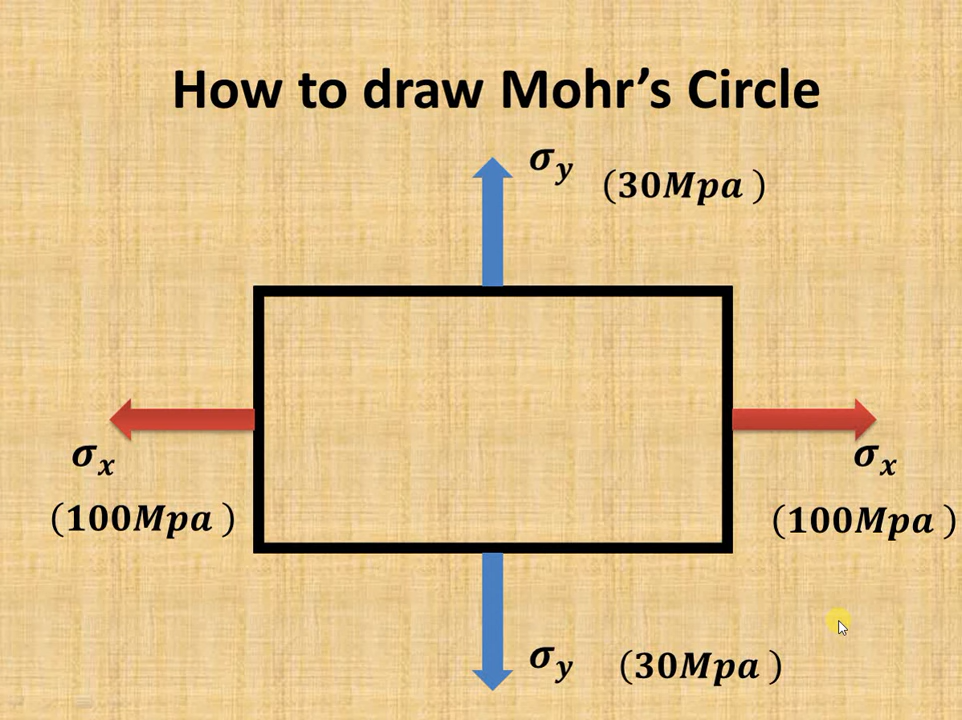 How to draw Mohr’s Circle
σy (30Mpa )
σx σx
(100Mpa ) (100Mpa )
σy (30Mpa )